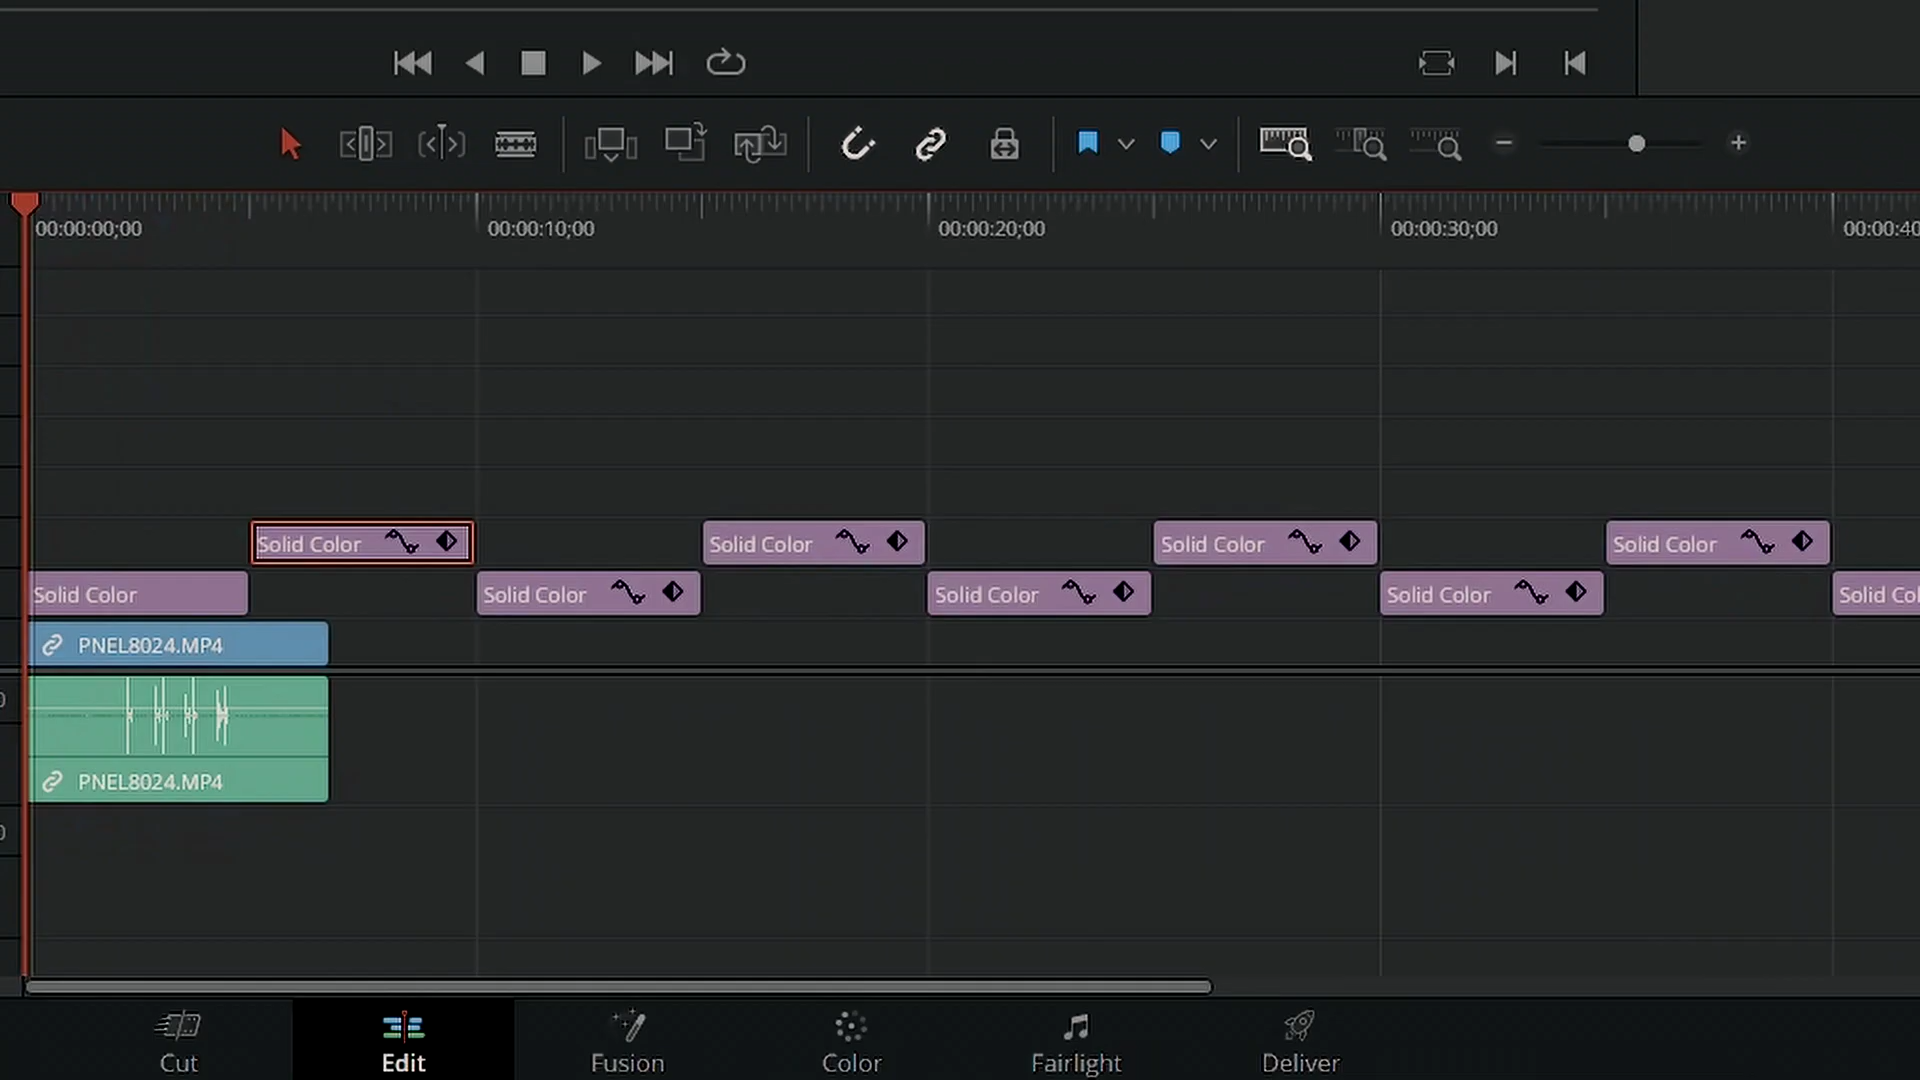 00:00:00;00 00:00:10;00 00:00:20;00 00:00:30;00 00:00:40
Solid Color Solid Color Solid Color Solid Color
Solid Color Solid Color Solid Color Solid Color Solid Col
PNEL8024.MP4
PNEL8024.MP4
Cut Edit Fusion Color Fairlight Deliver